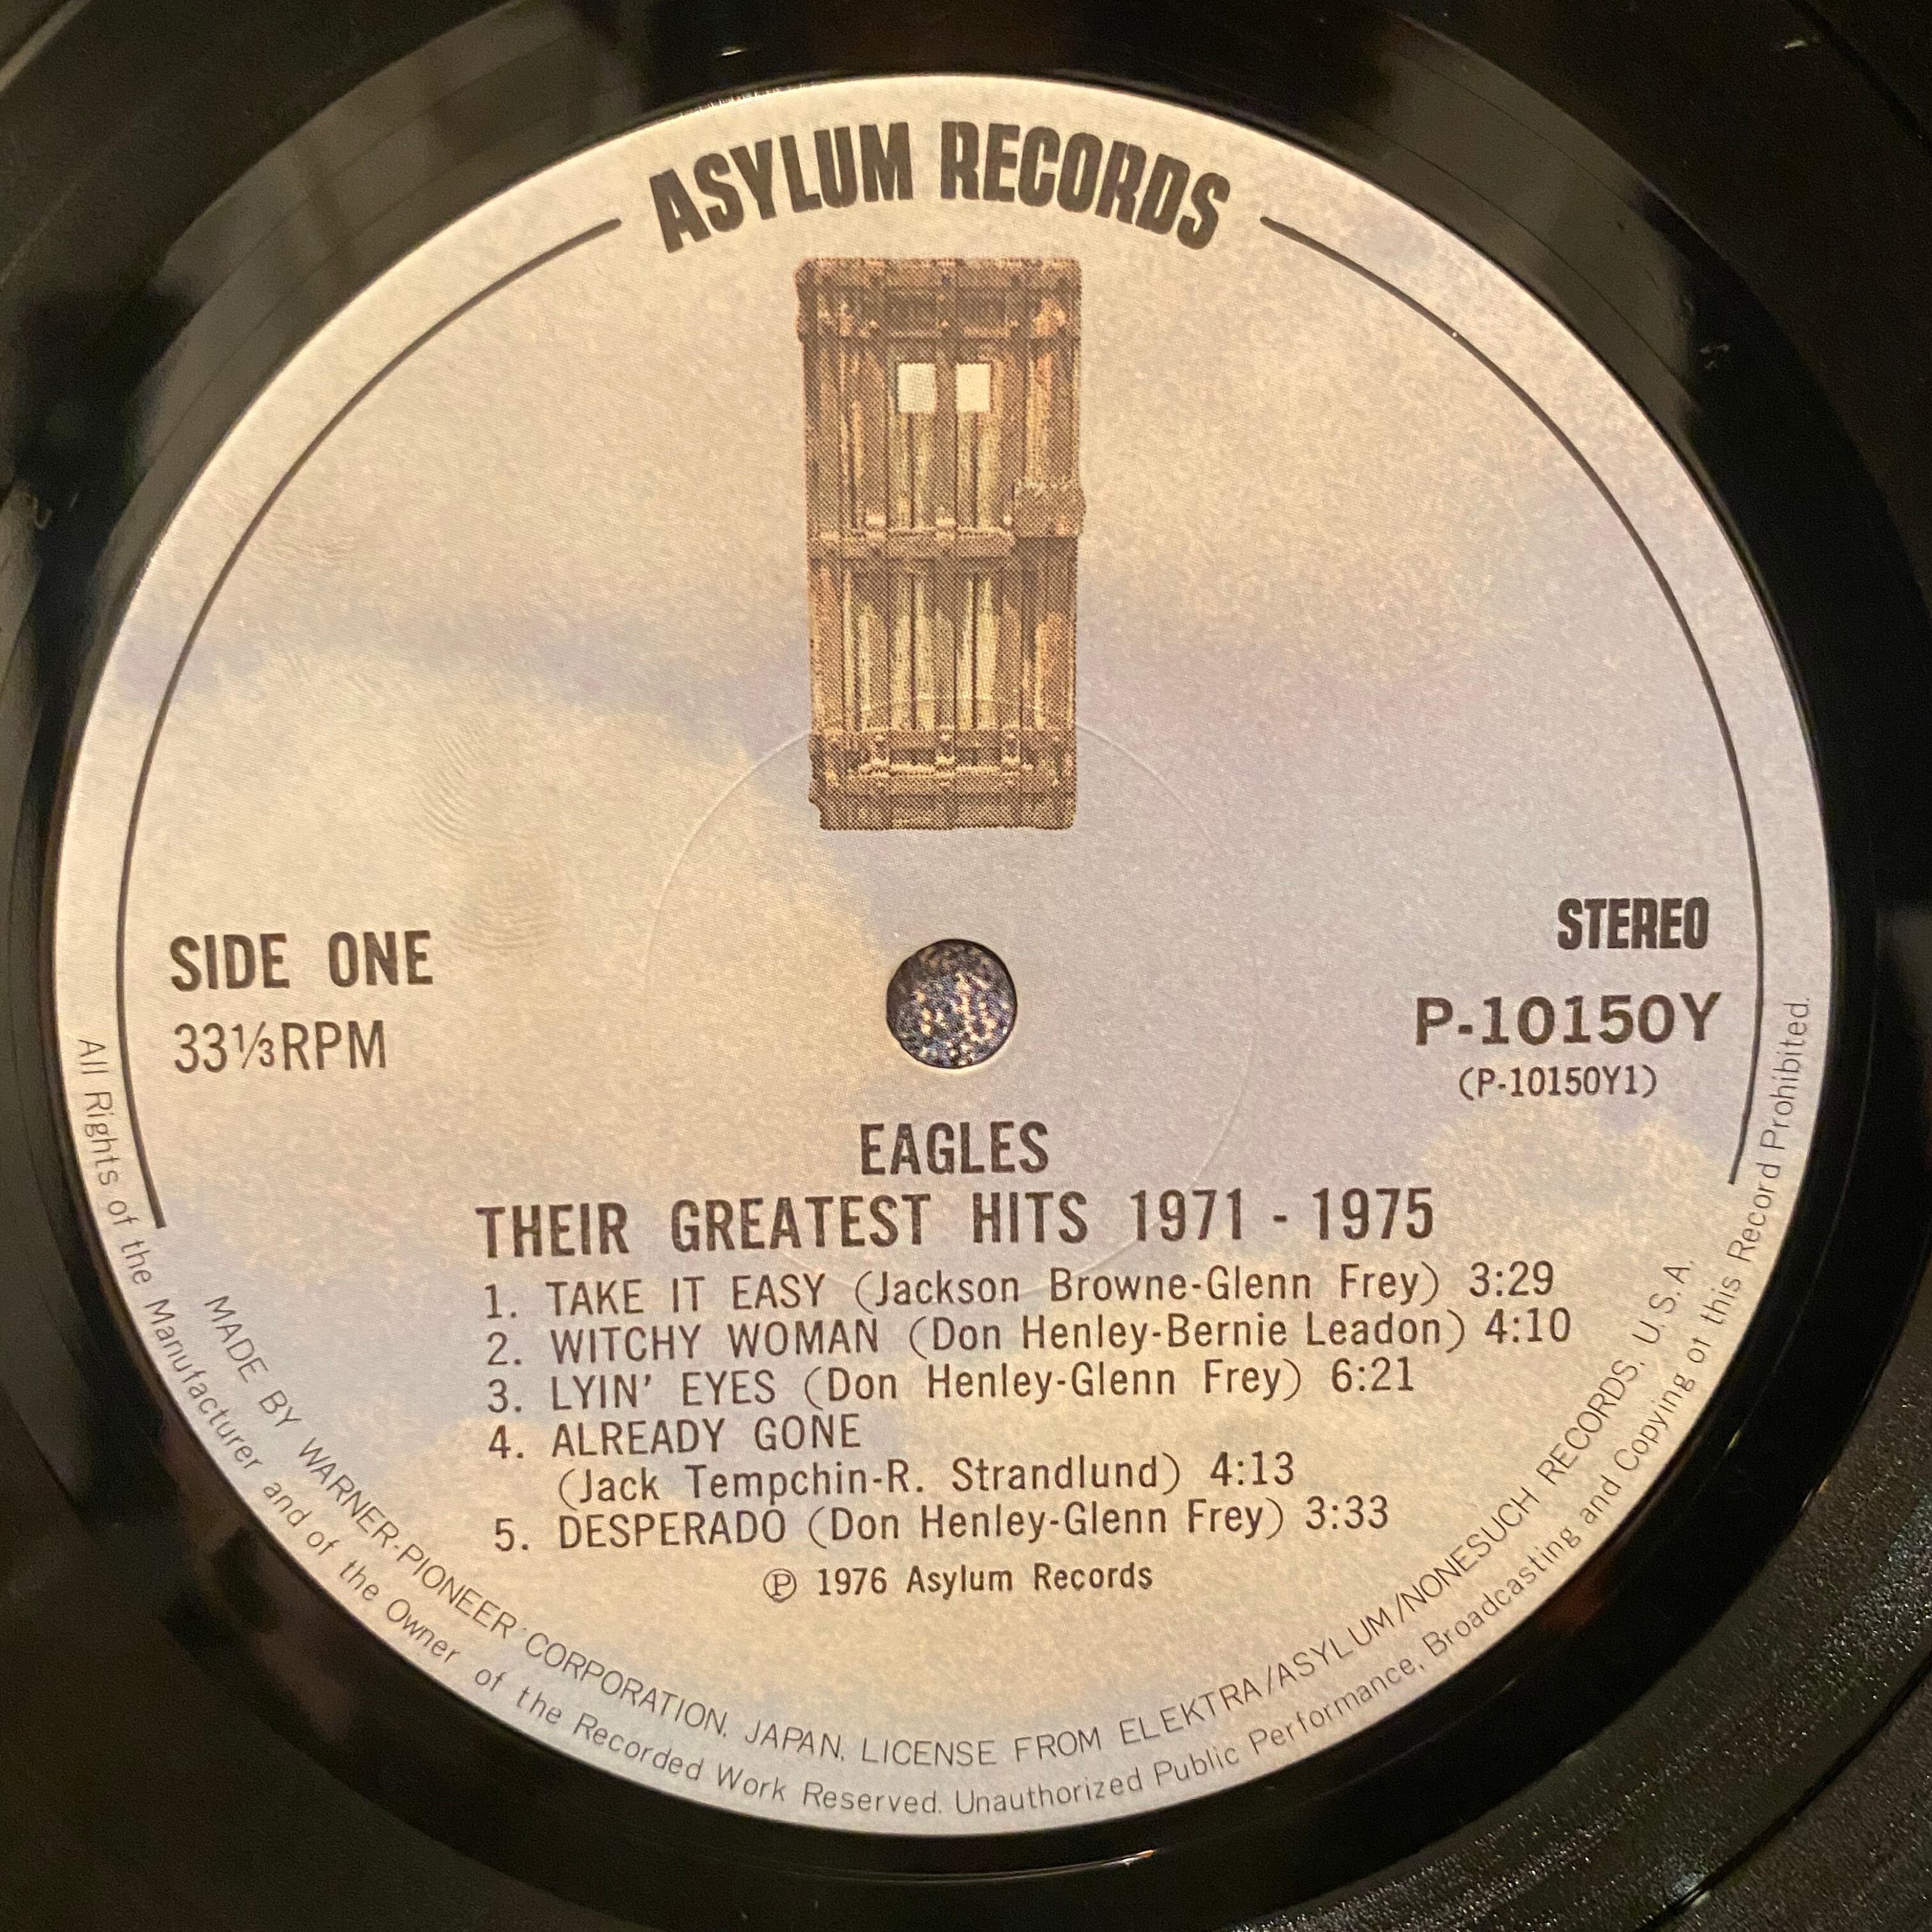 ASYLUM RECORDS
SIDE ONE
33⅓RPM
STEREO
P-10150Y
(P-10150Y1)
EAGLES
THEIR GREATEST HITS 1971 - 1975
1. TAKE IT EASY (Jackson Browne-Glenn Frey) 3:29
2. WITCHY WOMAN (Don Henley-Bernie Leadon) 4:10
3. LYIN' EYES (Don Henley-Glenn Frey) 6:21
4. ALREADY GONE
(Jack Tempchin-R. Strandlund) 4:13
5. DESPERADO (Don Henley-Glenn Frey) 3:33
Ⓟ 1976 Asylum Records
MADE BY WARNER-PIONEER CORPORATION, JAPAN, LICENSE FROM ELEKTRA/ASYLUM/NONESUCH RECORDS, U.S.A.
All Rights of the Manufacturer and of the Owner of the Recorded Work Reserved. Unauthorized Public Performance, Broadcasting and Copying of this Record Prohibited.